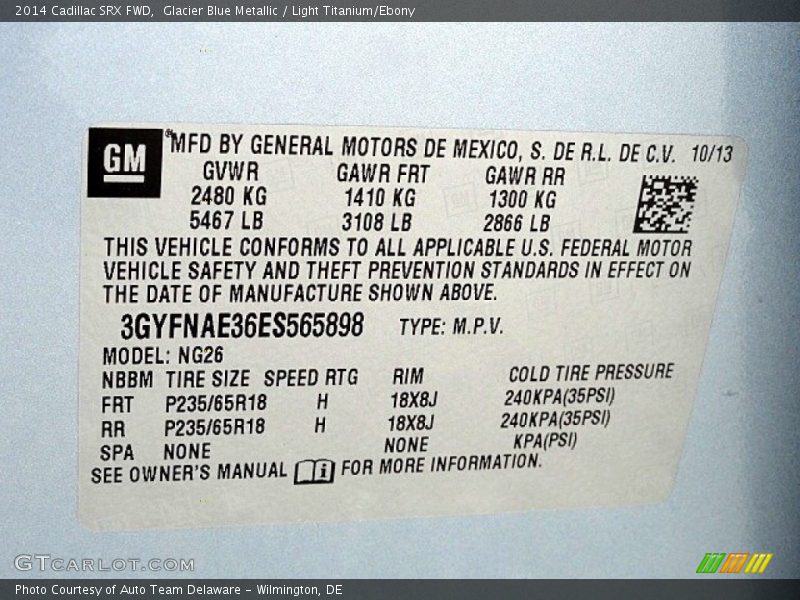 2014 Cadillac SRX FWD,  Glacier Blue Metallic / Light Titanium/Ebony
GM ® MFD BY GENERAL MOTORS DE MEXICO, S. DE R.L. DE C.V. 10/13
GVWR GAWR FRT GAWR RR
2480 KG 1410 KG 1300 KG
5467 LB 3108 LB 2866 LB
THIS VEHICLE CONFORMS TO ALL APPLICABLE U.S. FEDERAL MOTOR
VEHICLE SAFETY AND THEFT PREVENTION STANDARDS IN EFFECT ON
THE DATE OF MANUFACTURE SHOWN ABOVE.
3GYFNAE36ES565898 TYPE: M.P.V.
MODEL: NG26
NBBM TIRE SIZE SPEED RTG RIM COLD TIRE PRESSURE
FRT P235/65R18 H 18X8J 240KPA(35PSI)
RR P235/65R18 H 18X8J 240KPA(35PSI)
SPA NONE NONE KPA(PSI)
SEE OWNER'S MANUAL i FOR MORE INFORMATION.
GTCARLOT.COM
Photo Courtesy of Auto Team Delaware - Wilmington, DE